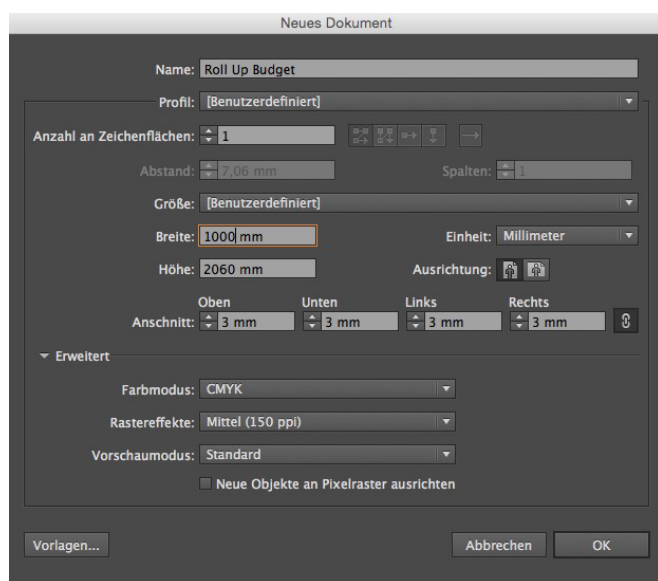 Neues Dokument
Name: Roll Up Budget
Profil: [Benutzerdefiniert]
Anzahl an Zeichenflächen: 1
Abstand: 7,06 mm Spalten: 1
Größe: [Benutzerdefiniert]
Breite: 1000 mm Einheit: Millimeter
Höhe: 2060 mm Ausrichtung:
Oben Unten Links Rechts
Anschnitt: 3 mm 3 mm 3 mm 3 mm
Erweitert
Farbmodus: CMYK
Rastereffekte: Mittel (150 ppi)
Vorschaumodus: Standard
Neue Objekte an Pixelraster ausrichten
Vorlagen... Abbrechen OK